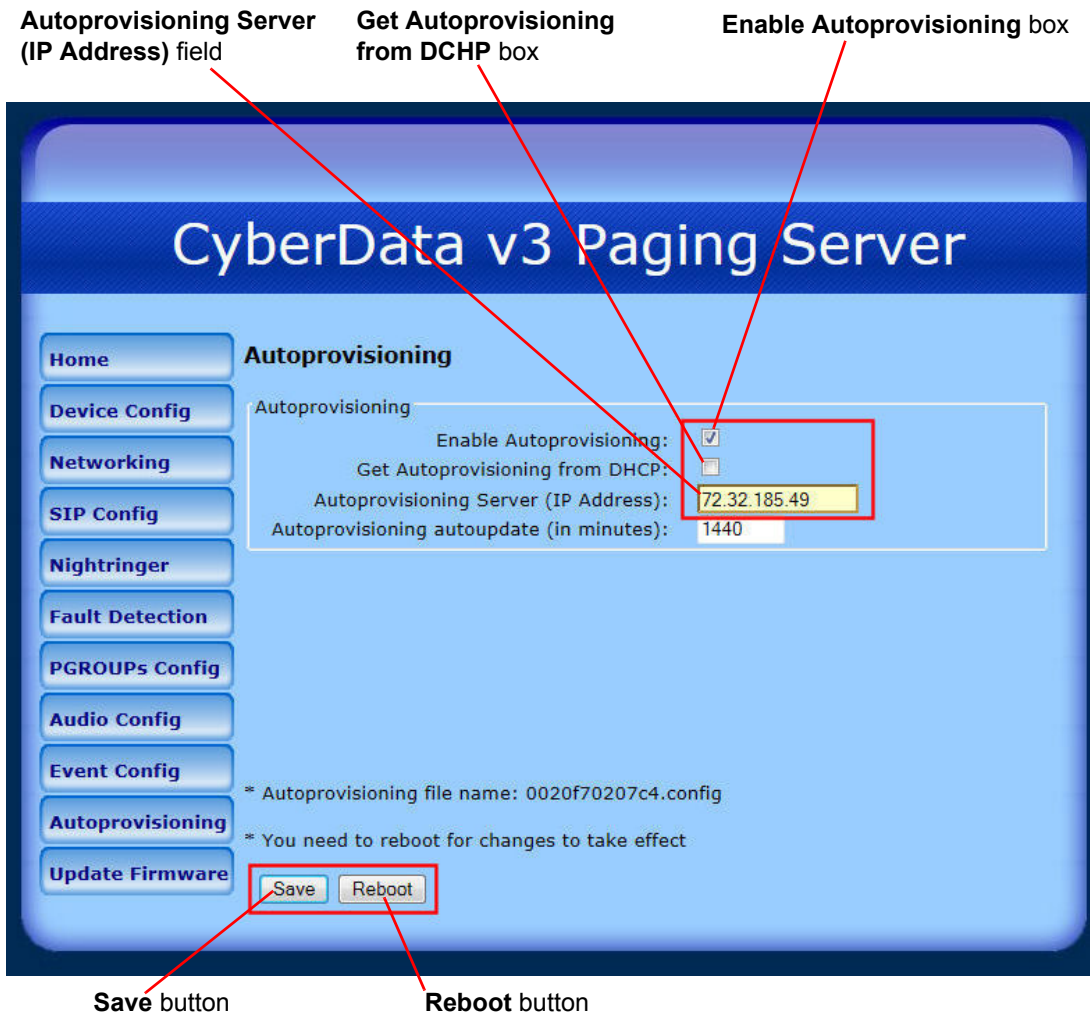 Autoprovisioning Server
(IP Address) field
Get Autoprovisioning
from DCHP box
Enable Autoprovisioning box
CyberData v3 Paging Server
Home
Device Config
Networking
SIP Config
Nightringer
Fault Detection
PGROUPs Config
Audio Config
Event Config
Autoprovisioning
Update Firmware
Autoprovisioning
Autoprovisioning
Enable Autoprovisioning:
Get Autoprovisioning from DHCP:
Autoprovisioning Server (IP Address): 72.32.185.49
Autoprovisioning autoupdate (in minutes): 1440
* Autoprovisioning file name: 0020f70207c4.config
* You need to reboot for changes to take effect
Save Reboot
Save button
Reboot button